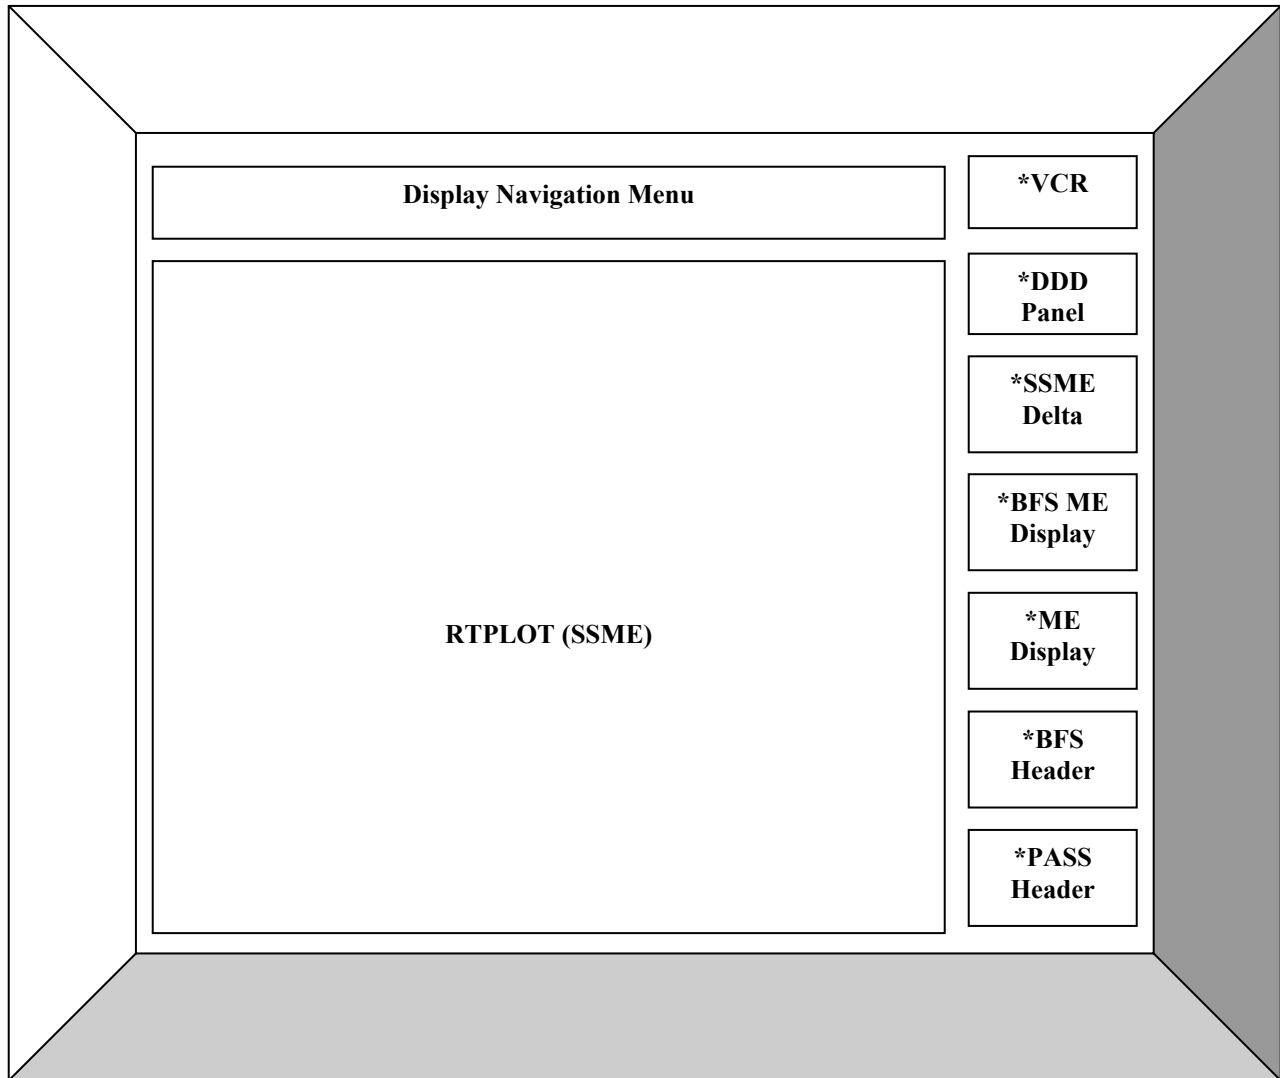 Display Navigation Menu
*VCR
*DDD
Panel
*SSME
Delta
*BFS ME
Display
RTPLOT (SSME)
*ME
Display
*BFS
Header
*PASS
Header